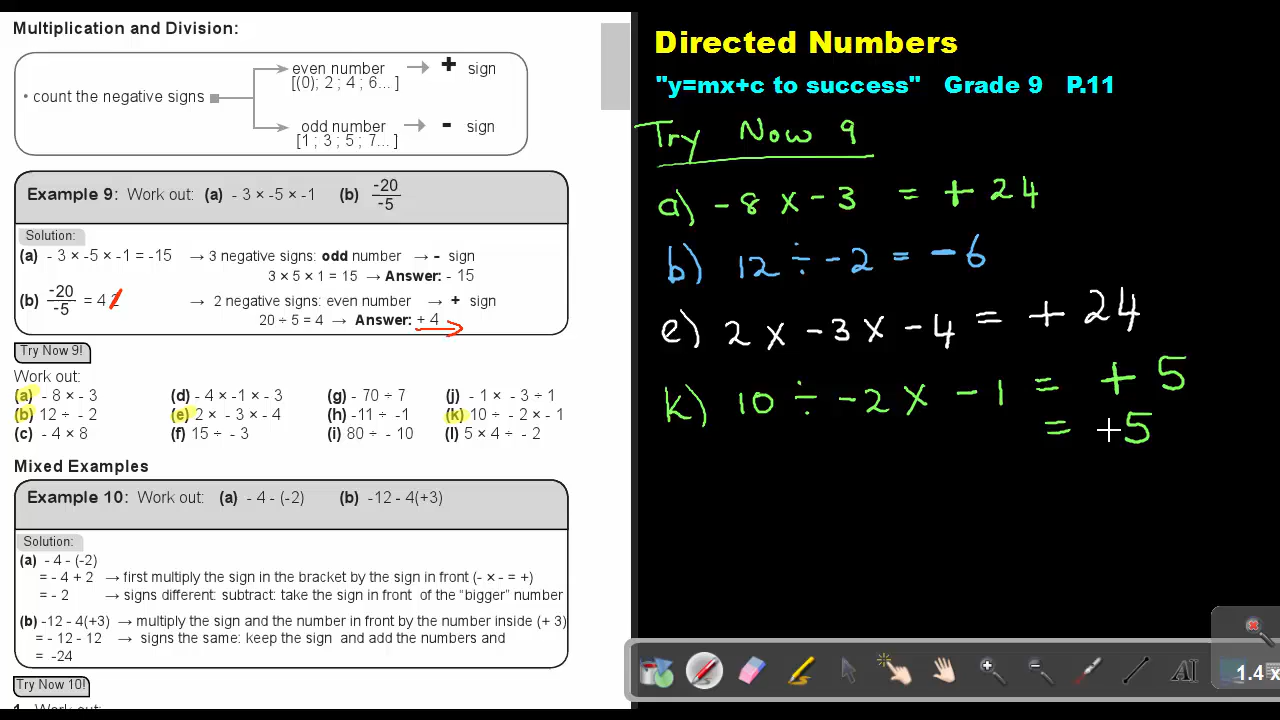 Multiplication and Division:
• count the negative signs
even number → + sign
[(0); 2 ; 4 ; 6... ]
odd number → - sign
[1 ; 3 ; 5 ; 7... ]
Example 9: Work out: (a) - 3 × -5 × -1 (b) -20/-5
Solution:
(a) - 3 × -5 × -1 = -15 → 3 negative signs: odd number → - sign
3 × 5 × 1 = 15 → Answer: - 15
(b) -20/-5 = 4 → 2 negative signs: even number → + sign
20 ÷ 5 = 4 → Answer: + 4
Try Now 9!
Work out:
(a) - 8 × - 3 (d) - 4 × -1 × - 3 (g) - 70 ÷ 7 (j) 1 × - 3 ÷ 1
(b) 12 ÷ - 2 (e) 2 × - 3 × - 4 (h) -11 ÷ -1 (k) 10 ÷ - 2 × - 1
(c) - 4 × 8 (f) 15 ÷ - 3 (i) 80 ÷ - 10 (l) 5 × 4 ÷ - 2
Mixed Examples
Example 10: Work out: (a) - 4 - (-2) (b) -12 - 4(+3)
Solution:
(a) - 4 - (-2)
= - 4 + 2 → first multiply the sign in the bracket by the sign in front (- × - = +)
= - 2 → signs different: subtract: take the sign in front of the “bigger” number
(b) -12 - 4(+3) → multiply the sign and the number in front by the number inside (+ 3)
= - 12 - 12 → signs the same: keep the sign and add the numbers and
= -24
Try Now 10!
Directed Numbers
"y=mx+c to success" Grade 9 P.11
Try Now 9
a) -8 x -3 = +24
b) 12 ÷ -2 = -6
e) 2 x -3 x -4 = +24
k) 10 ÷ -2 x -1 = +5
= +5
AI
1.4 x